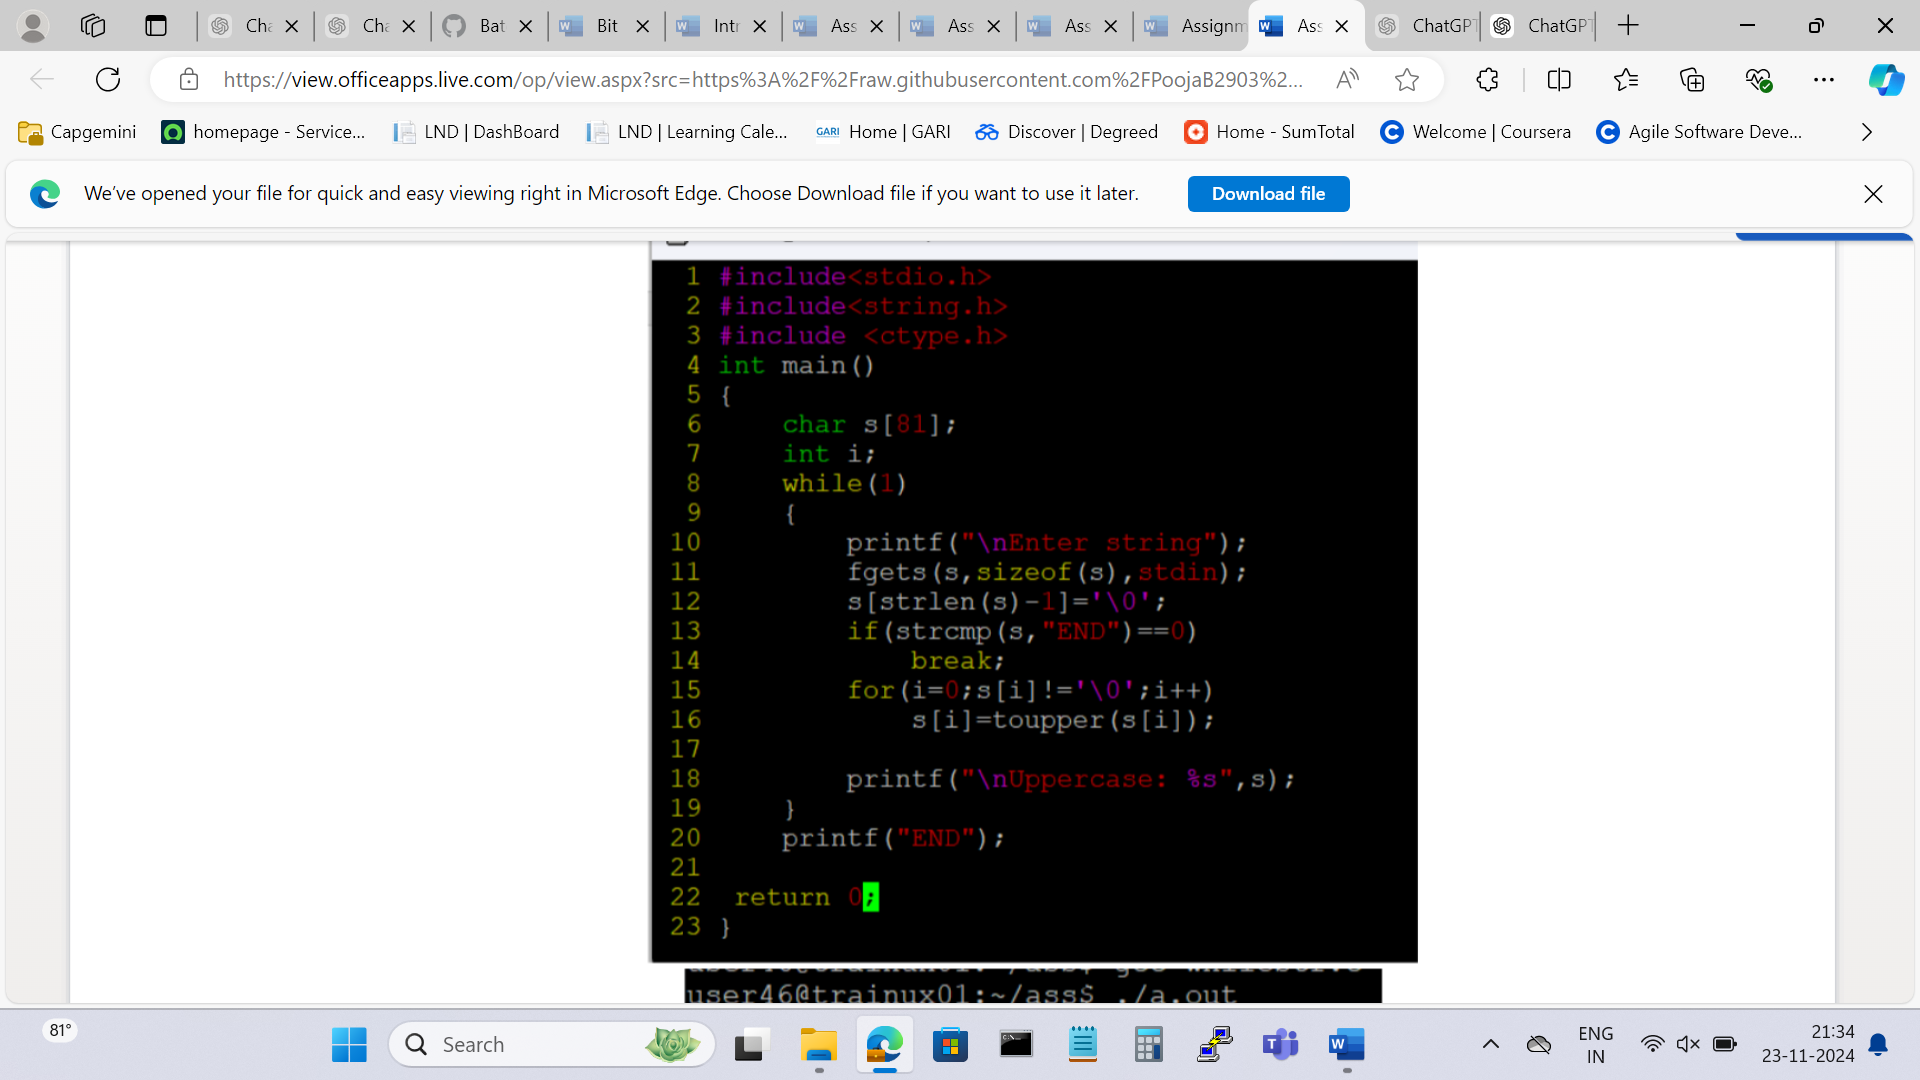 Cha
Cha
Bat
Bit
Intr
Ass
Ass
Ass
Assignm
Ass
ChatGPT
ChatGPT
https://view.officeapps.live.com/op/view.aspx?src=https%3A%2F%2Fraw.githubusercontent.com%2FPoojaB2903%2...
Capgemini
homepage - Service...
LND | DashBoard
LND | Learning Cale...
GARI Home | GARI
Discover | Degreed
Home - SumTotal
Welcome | Coursera
Agile Software Deve...
We've opened your file for quick and easy viewing right in Microsoft Edge. Choose Download file if you want to use it later.
Download file
1 #include<stdio.h>
2 #include<string.h>
3 #include <ctype.h>
4 int main()
5 {
6 char s[81];
7 int i;
8 while(1)
9 {
10 printf("\nEnter string");
11 fgets(s,sizeof(s),stdin);
12 s[strlen(s)-1]='\0';
13 if(strcmp(s,"END")==0)
14 break;
15 for(i=0;s[i]!='\0';i++)
16 s[i]=toupper(s[i]);
17
18 printf("\nUppercase: %s",s);
19 }
20 printf("END");
21
22 return 0;
23 }
user46@trainux01:~/ass$ ./a.out
81°
Search
ENG
IN
21:34
23-11-2024